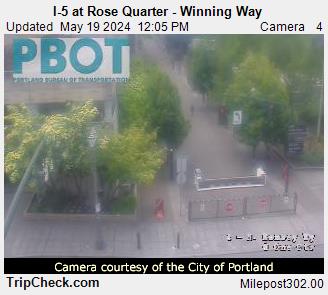 I-5 at Rose Quarter - Winning Way
Updated May 19 2024 12:05 PM Camera 4
PBOT
PORTLAND BUREAU OF TRANSPORTATION
Camera courtesy of the City of Portland
TripCheck.com Milepost302.00